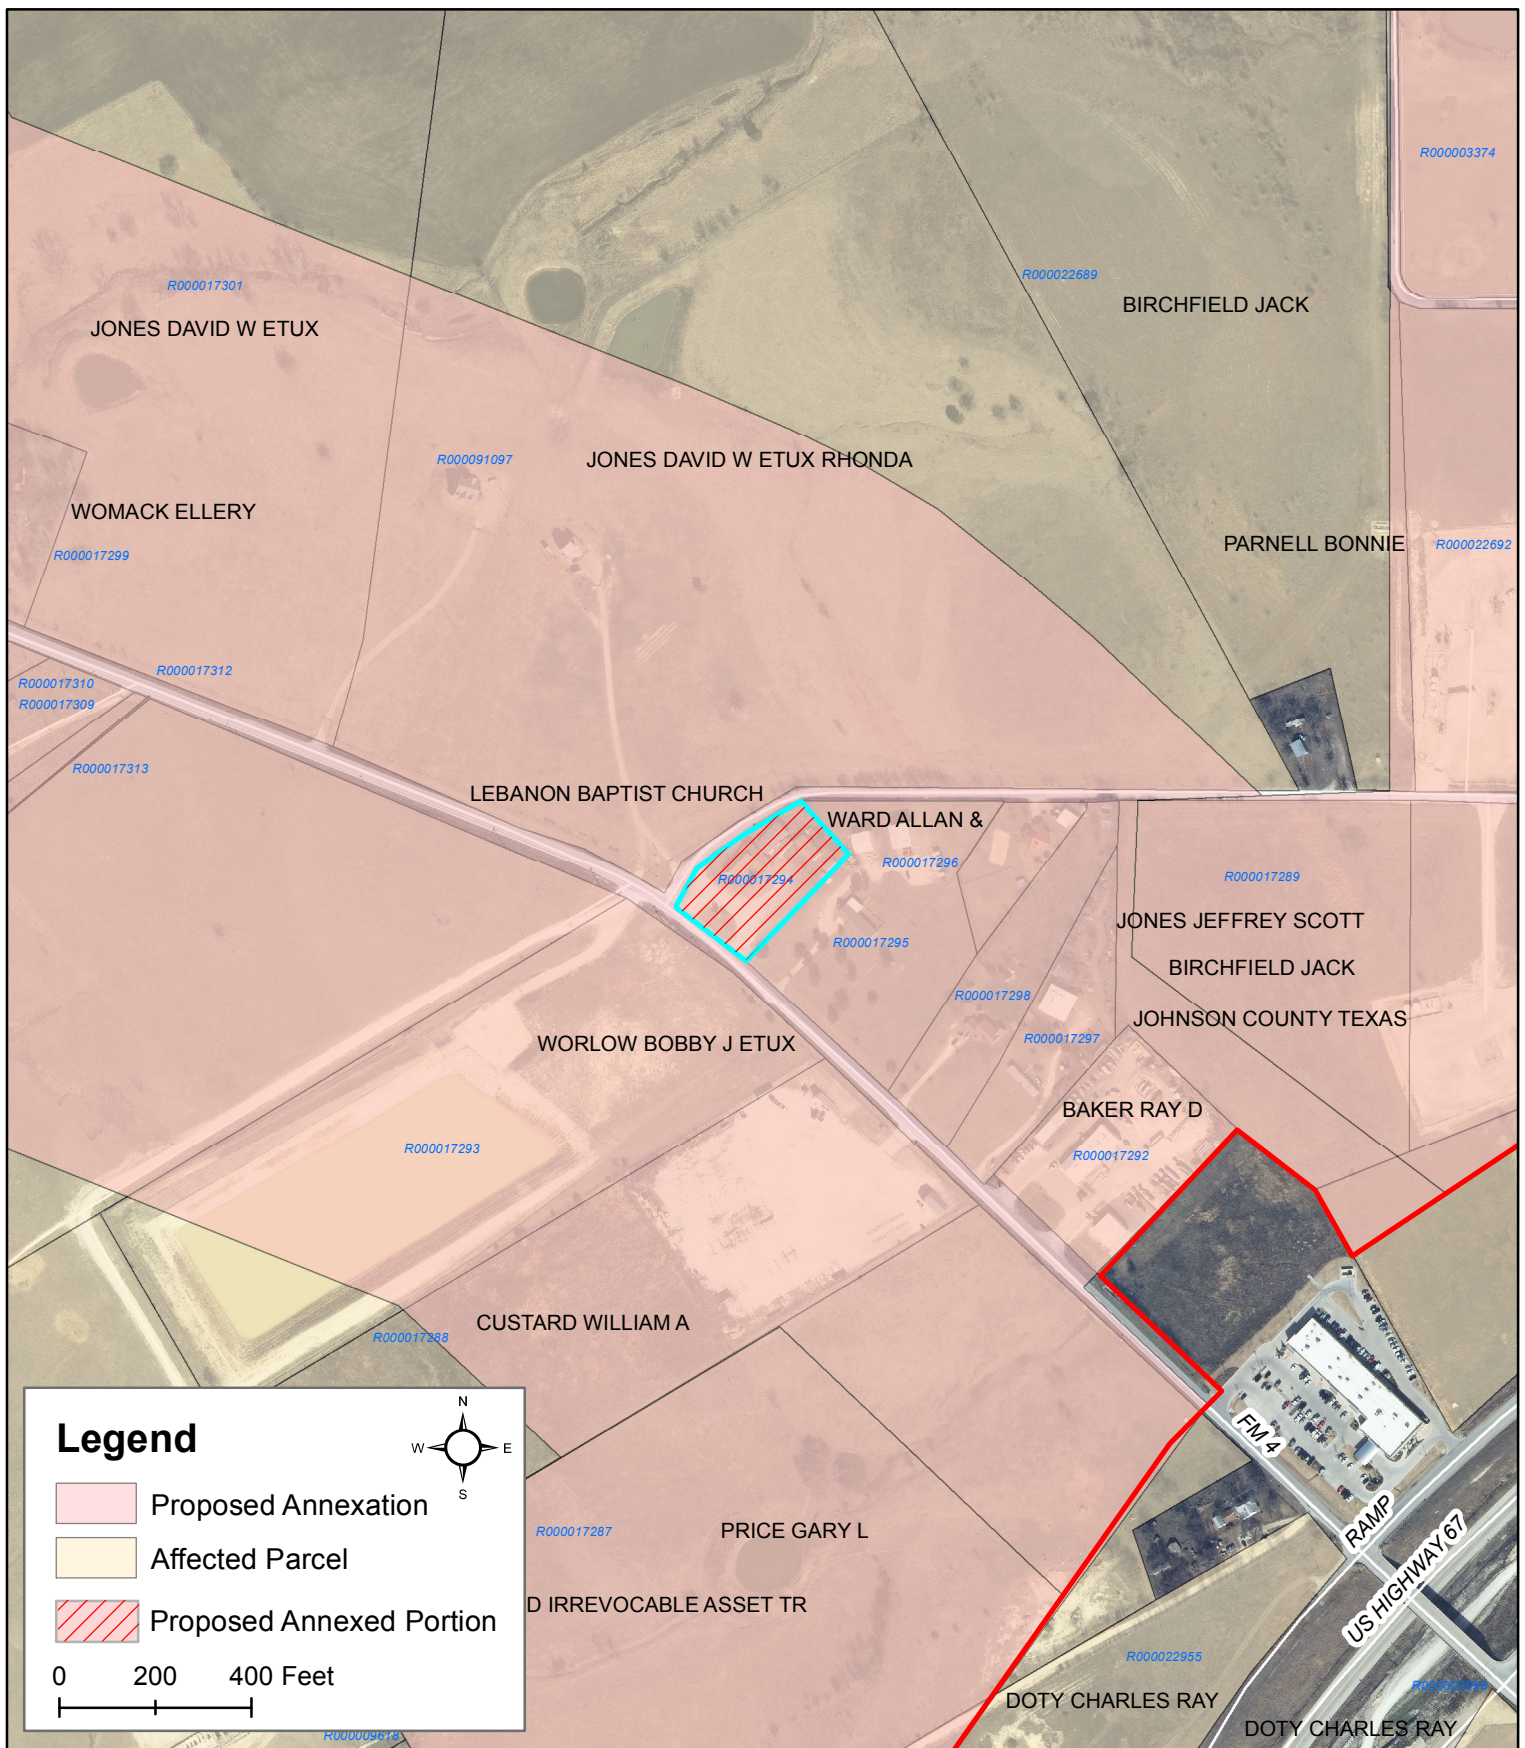 R000003374
R000022689
R000017301
BIRCHFIELD JACK
JONES DAVID W ETUX
R000091097
JONES DAVID W ETUX RHONDA
WOMACK ELLERY
R000017299
PARNELL BONNIE
R000022692
R000017312
R000017310
R000017309
R000017313
LEBANON BAPTIST CHURCH
WARD ALLAN &
R000017296
R000017294
R000017289
JONES JEFFREY SCOTT
R000017295
BIRCHFIELD JACK
R000017298
JOHNSON COUNTY TEXAS
R000017297
WORLOW BOBBY J ETUX
BAKER RAY D
R000017293
R000017292
CUSTARD WILLIAM A
R000017288
FM 4
RAMP
US HIGHWAY 67
R000017287
PRICE GARY L
D IRREVOCABLE ASSET TR
R000022955
DOTY CHARLES RAY
DOTY CHARLES RAY
R000009618
Legend
N
W E
S
Proposed Annexation
Affected Parcel
Proposed Annexed Portion
0 200 400 Feet